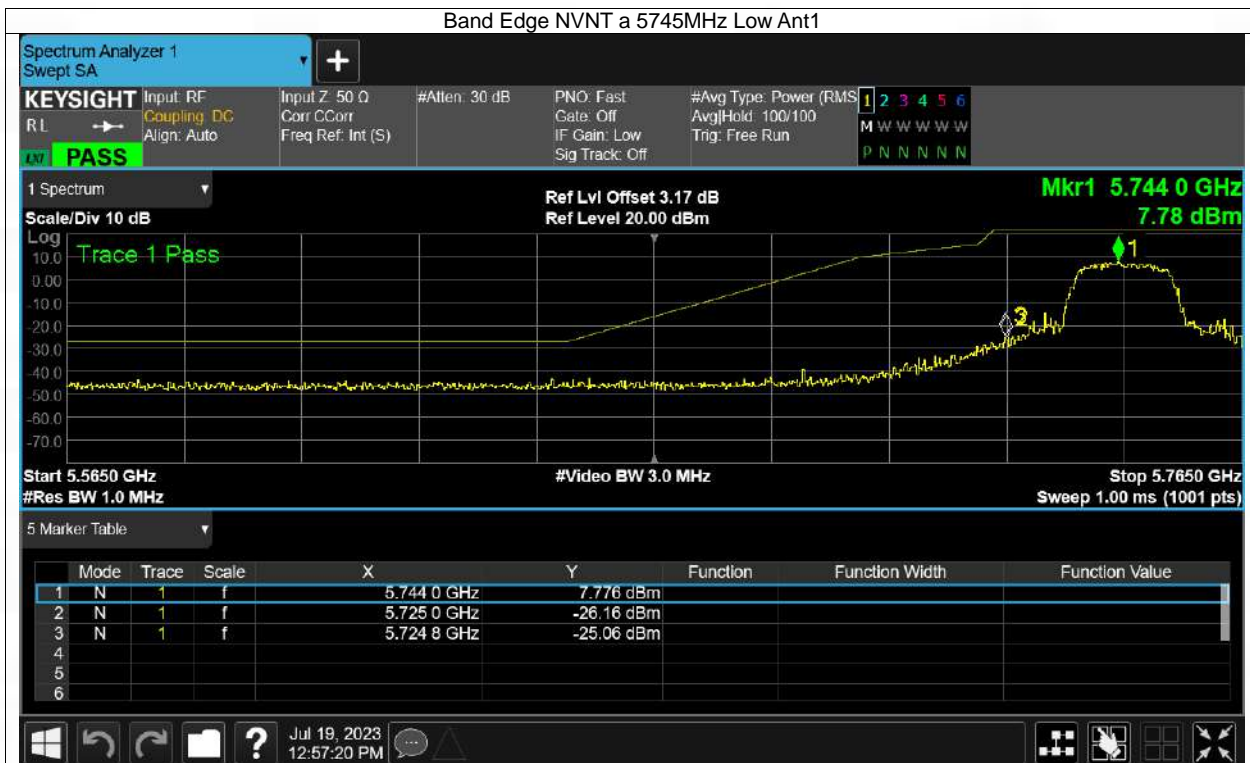 Band Edge NVNT a 5745MHz Low Ant1
Spectrum Analyzer 1
Swept SA
+
KEYSIGHT Input: RF Input Z: 50 Ω #Atten: 30 dB PNO: Fast #Avg Type: Power (RMS 1 2 3 4 5 6
RL Coupling: DC Corr CCorr Gate: Off Avg|Hold: 100/100 M W W W W W
Align: Auto Freq Ref: Int (S) IF Gain: Low Trig: Free Run P N N N N N
LXI PASS Sig Track: Off
1 Spectrum Ref Lvl Offset 3.17 dB Mkr1 5.744 0 GHz
Scale/Div 10 dB Ref Level 20.00 dBm 7.78 dBm
Log
Trace 1 Pass
1
10.0
0.00
-10.0
-20.0
-30.0
-40.0
-50.0
-60.0
-70.0
Start 5.5650 GHz #Video BW 3.0 MHz Stop 5.7650 GHz
#Res BW 1.0 MHz Sweep 1.00 ms (1001 pts)
5 Marker Table
Mode Trace Scale X Y Function Function Width Function Value
1 N 1 f 5.744 0 GHz 7.776 dBm
2 N 1 f 5.725 0 GHz -26.16 dBm
3 N 1 f 5.724 8 GHz -25.06 dBm
4
5
6
? Jul 19, 2023
12:57:20 PM